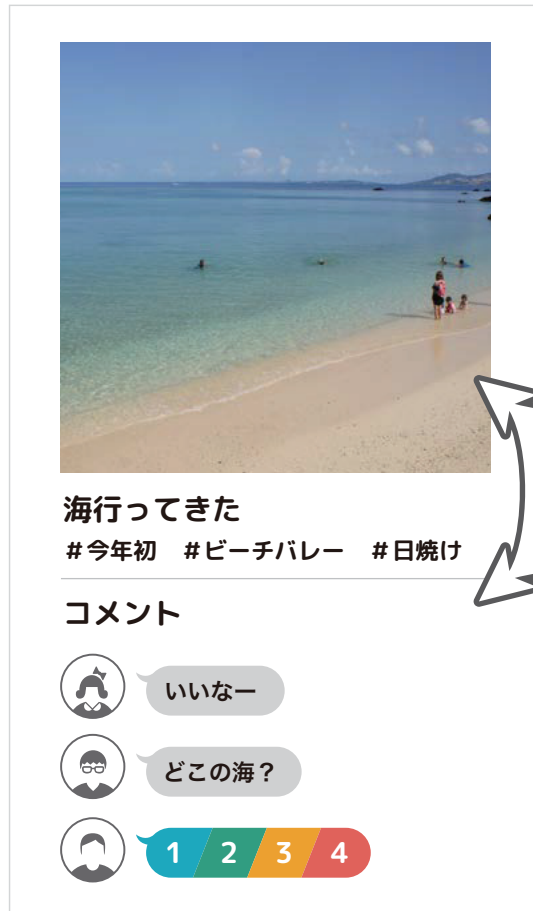 海行ってきた
#今年初 #ビーチバレー #日焼け
コメント
いいなー
どこの海？
1 2 3 4